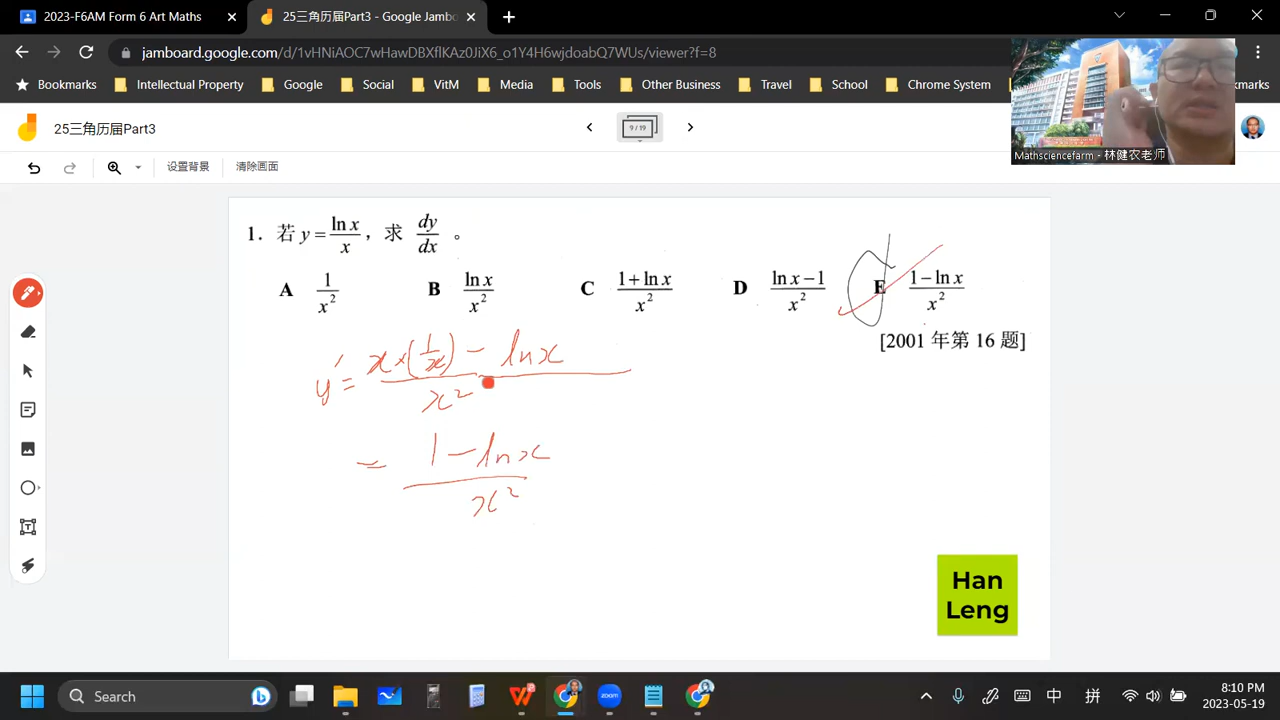 2023-F6AM Form 6 Art Maths
25三角历届Part3 - Google Jambo
jamboard.google.com/d/1vHNiAQC7wHawDBXflKAz0JiX6_o1Y4H6wjdoabQ7WUs/viewer?f=8
Bookmarks Intellectual Property Google Social VitM Media Tools Other Business Travel School Chrome System Bookmarks
25三角历届Part3
9 / 19
Mathsciencefarm - 林健农老师
设置背景 清除画面
1. 若 y = ln x / x, 求 dy/dx 。
A 1/x² B ln x/x² C 1 + ln x/x² D ln x − 1/x² E 1 − ln x/x²
[2001 年第 16 题]
y' = x × (1/x) − ln x / x²
= 1 − ln x / x²
Han
Leng
Search
中 拼
8:10 PM
2023-05-19